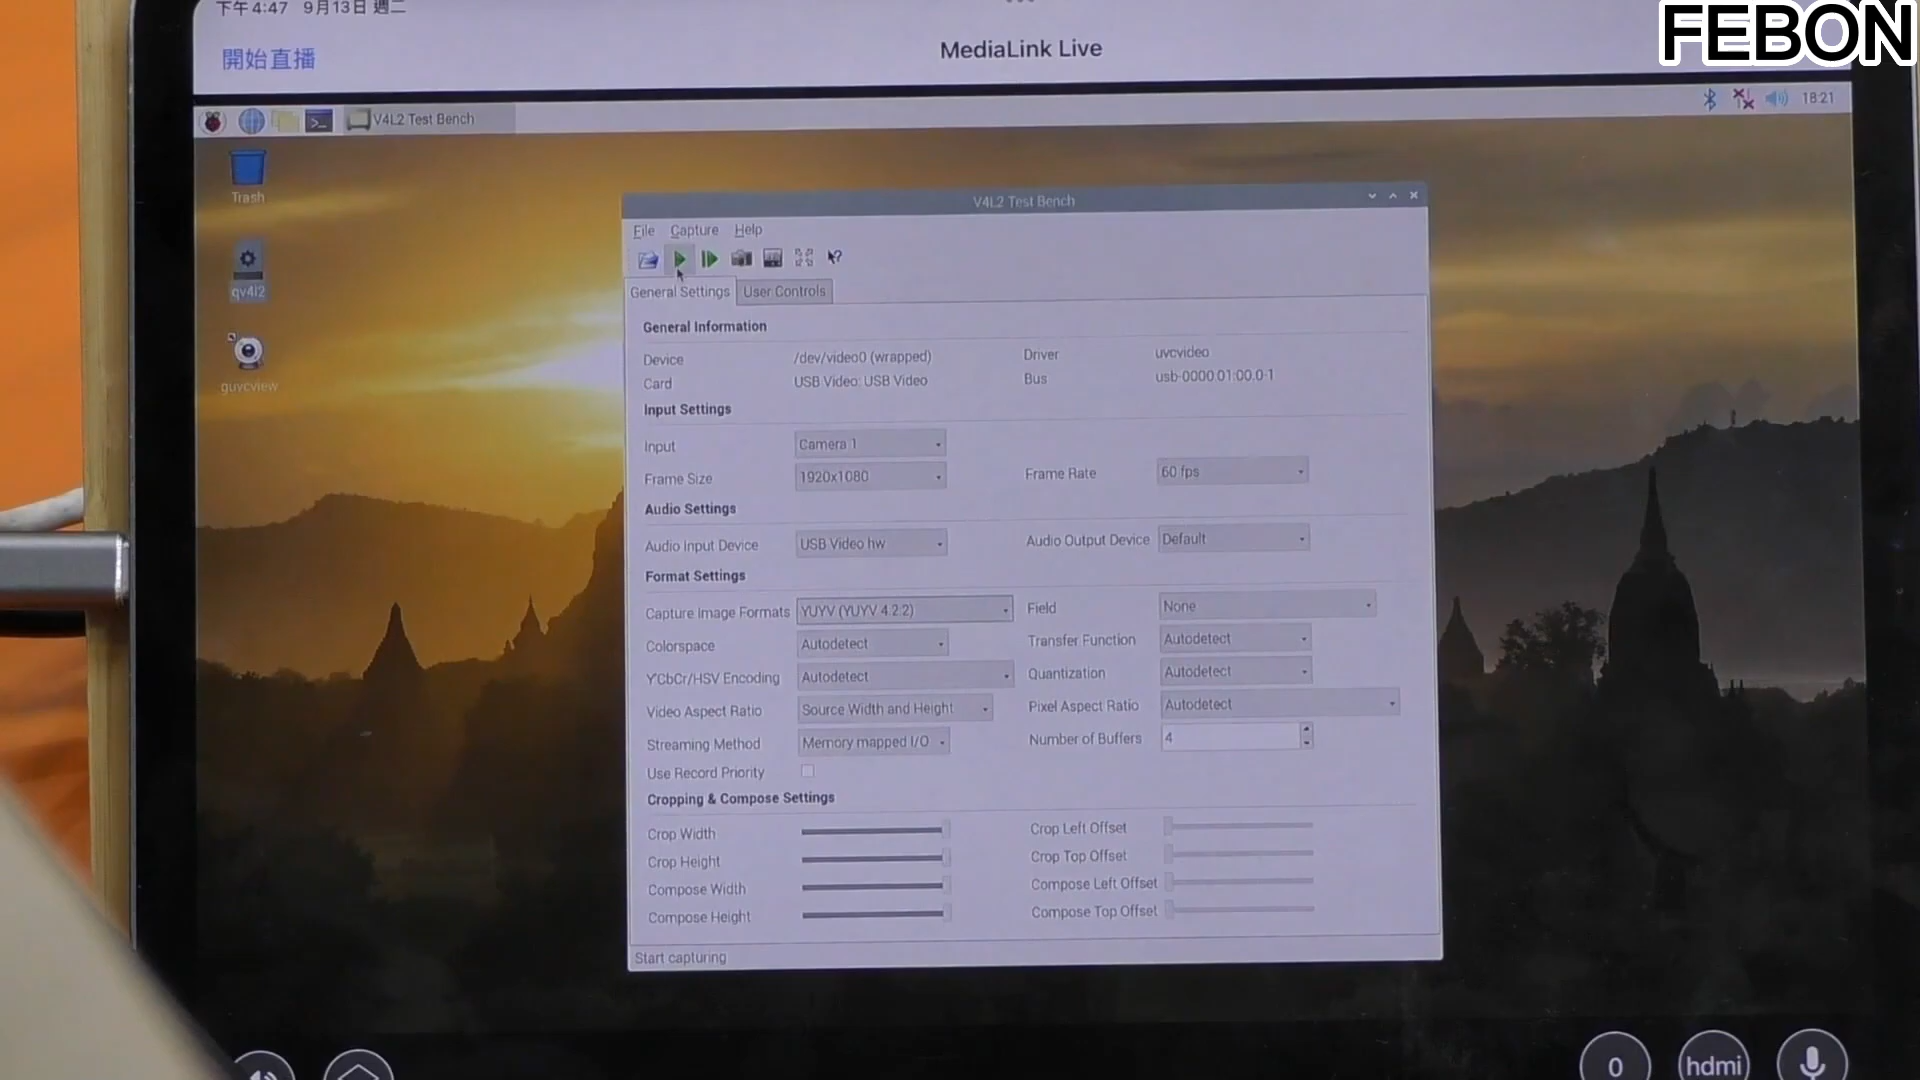 下午4:47 9月13日 週二
FEBON
開始直播
MediaLink Live
V4L2 Test Bench
18:21
Trash
qv4l2
guvcview
V4L2 Test Bench
File Capture Help
General Settings User Controls
General Information
Device /dev/video0 (wrapped) Driver uvcvideo
Card USB Video: USB Video Bus usb-0000:01:00.0-1
Input Settings
Input Camera 1
Frame Size 1920x1080 Frame Rate 60 fps
Audio Settings
Audio Input Device USB Video hw Audio Output Device Default
Format Settings
Capture Image Formats YUYV (YUYV 4:2:2) Field None
Colorspace Autodetect Transfer Function Autodetect
Y'CbCr/HSV Encoding Autodetect Quantization Autodetect
Video Aspect Ratio Source Width and Height Pixel Aspect Ratio Autodetect
Streaming Method Memory mapped I/O Number of Buffers 4
Use Record Priority
Cropping & Compose Settings
Crop Width Crop Left Offset
Crop Height Crop Top Offset
Compose Width Compose Left Offset
Compose Height Compose Top Offset
Start capturing
0 hdmi